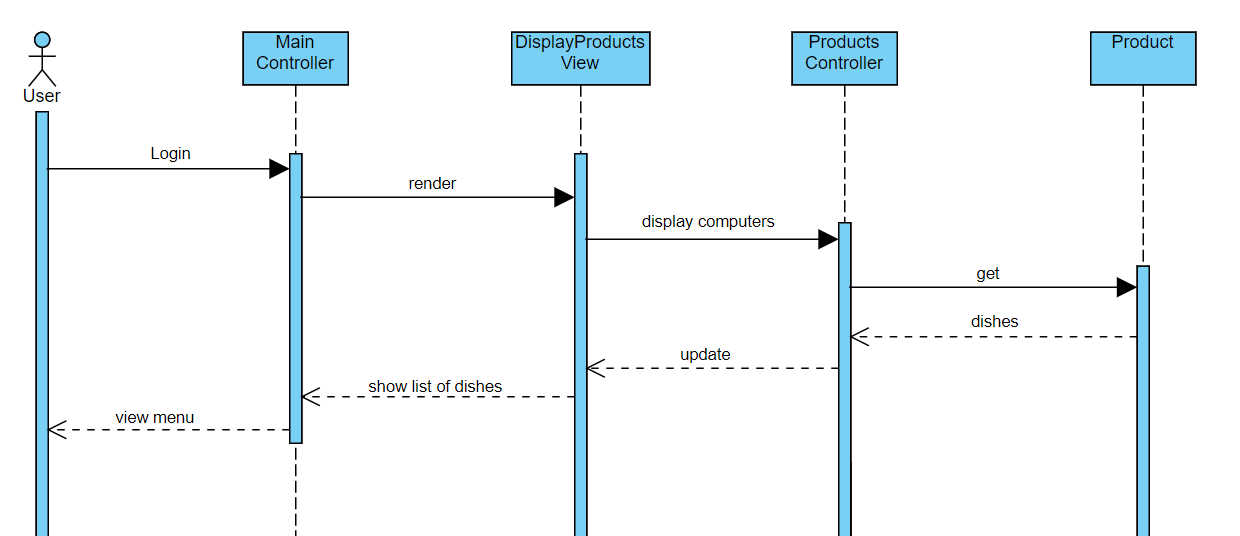 User
Main
Controller
DisplayProducts
View
Products
Controller
Product
Login
render
display computers
get
dishes
update
show list of dishes
view menu